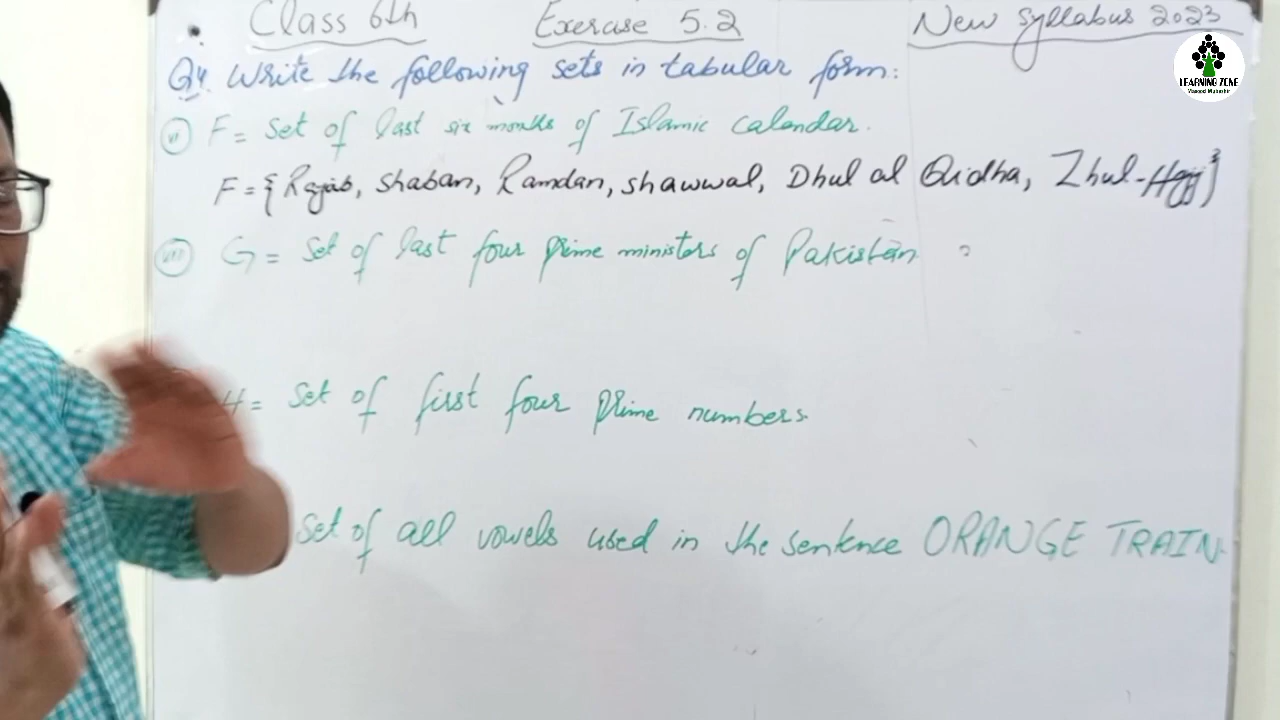 Class 6th Exercise 5.2 New Syllabus 2023
LEARNING ZONE
Q4. Write the following sets in tabular form:
vi F = Set of last six months of Islamic calandar.
F = {Rajab, Shaban, Ramdan, shawwal, Dhul al Qidha, Zhul-Hajj}
G = Set of last four prime ministers of Pakistan
H = Set of first four prime numbers.
Set of all vowels used in the sentence ORANGE TRAIN.